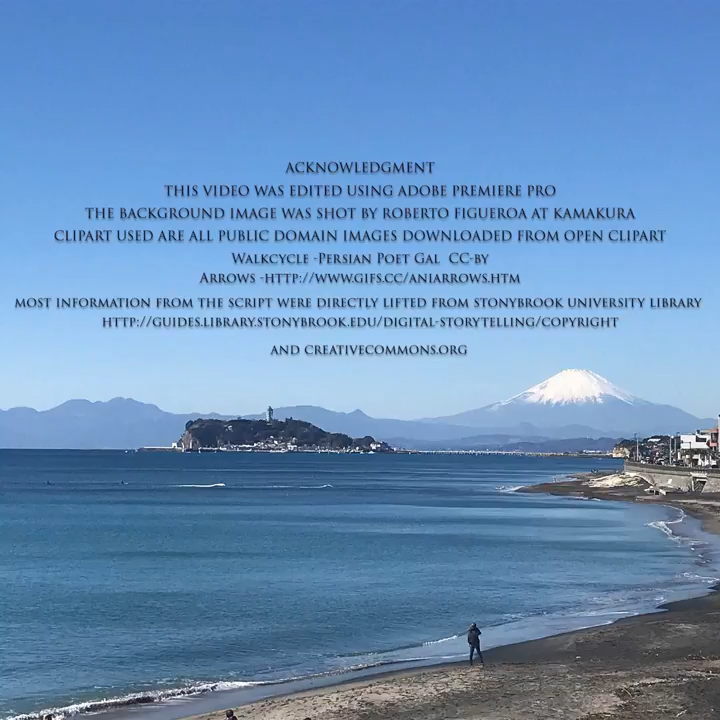 ACKNOWLEDGMENT
THIS VIDEO WAS EDITED USING ADOBE PREMIERE PRO
THE BACKGROUND IMAGE WAS SHOT BY ROBERTO FIGUEROA AT KAMAKURA
CLIPART USED ARE ALL PUBLIC DOMAIN IMAGES DOWNLOADED FROM OPEN CLIPART
WALKCYCLE -PERSIAN POET GAL CC-BY
ARROWS -HTTP://WWW.GIFS.CC/ANIARROWS.HTM
MOST INFORMATION FROM THE SCRIPT WERE DIRECTLY LIFTED FROM STONYBROOK UNIVERSITY LIBRARY
HTTP://GUIDES.LIBRARY.STONYBROOK.EDU/DIGITAL-STORYTELLING/COPYRIGHT
AND CREATIVECOMMONS.ORG